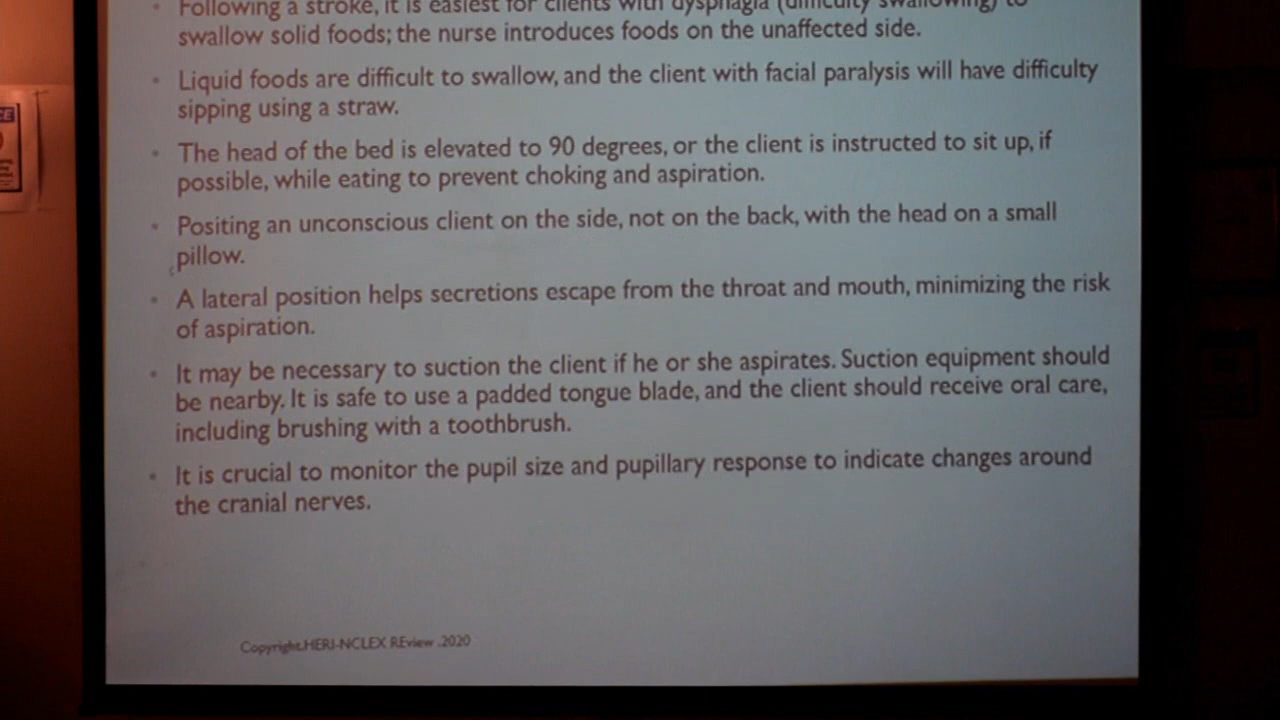 Following a stroke, it is easiest for clients with dysphagia (difficulty swallowing) to
swallow solid foods; the nurse introduces foods on the unaffected side.
Liquid foods are difficult to swallow, and the client with facial paralysis will have difficulty
sipping using a straw.
The head of the bed is elevated to 90 degrees, or the client is instructed to sit up, if
possible, while eating to prevent choking and aspiration.
Positing an unconscious client on the side, not on the back, with the head on a small
pillow.
A lateral position helps secretions escape from the throat and mouth, minimizing the risk
of aspiration.
It may be necessary to suction the client if he or she aspirates. Suction equipment should
be nearby. It is safe to use a padded tongue blade, and the client should receive oral care,
including brushing with a toothbrush.
It is crucial to monitor the pupil size and pupillary response to indicate changes around
the cranial nerves.
Copyright.HERI-NCLEX REview .2020